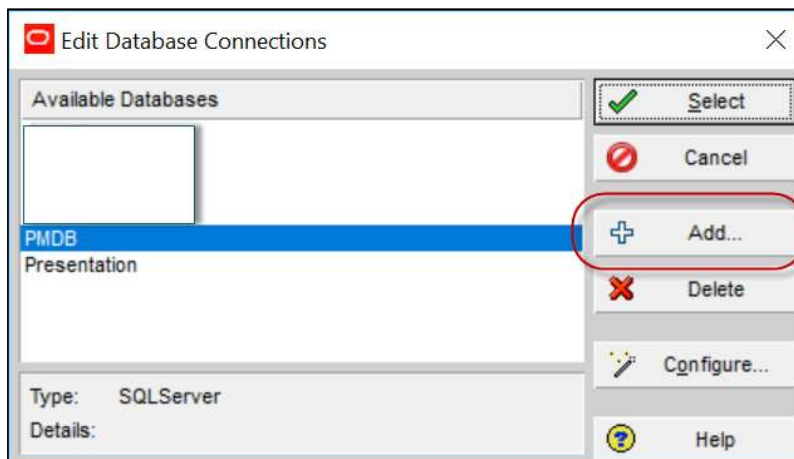 Edit Database Connections
Available Databases
Select
Cancel
PMDB
Add...
Presentation
Delete
Configure...
Type: SQLServer
Details:
Help